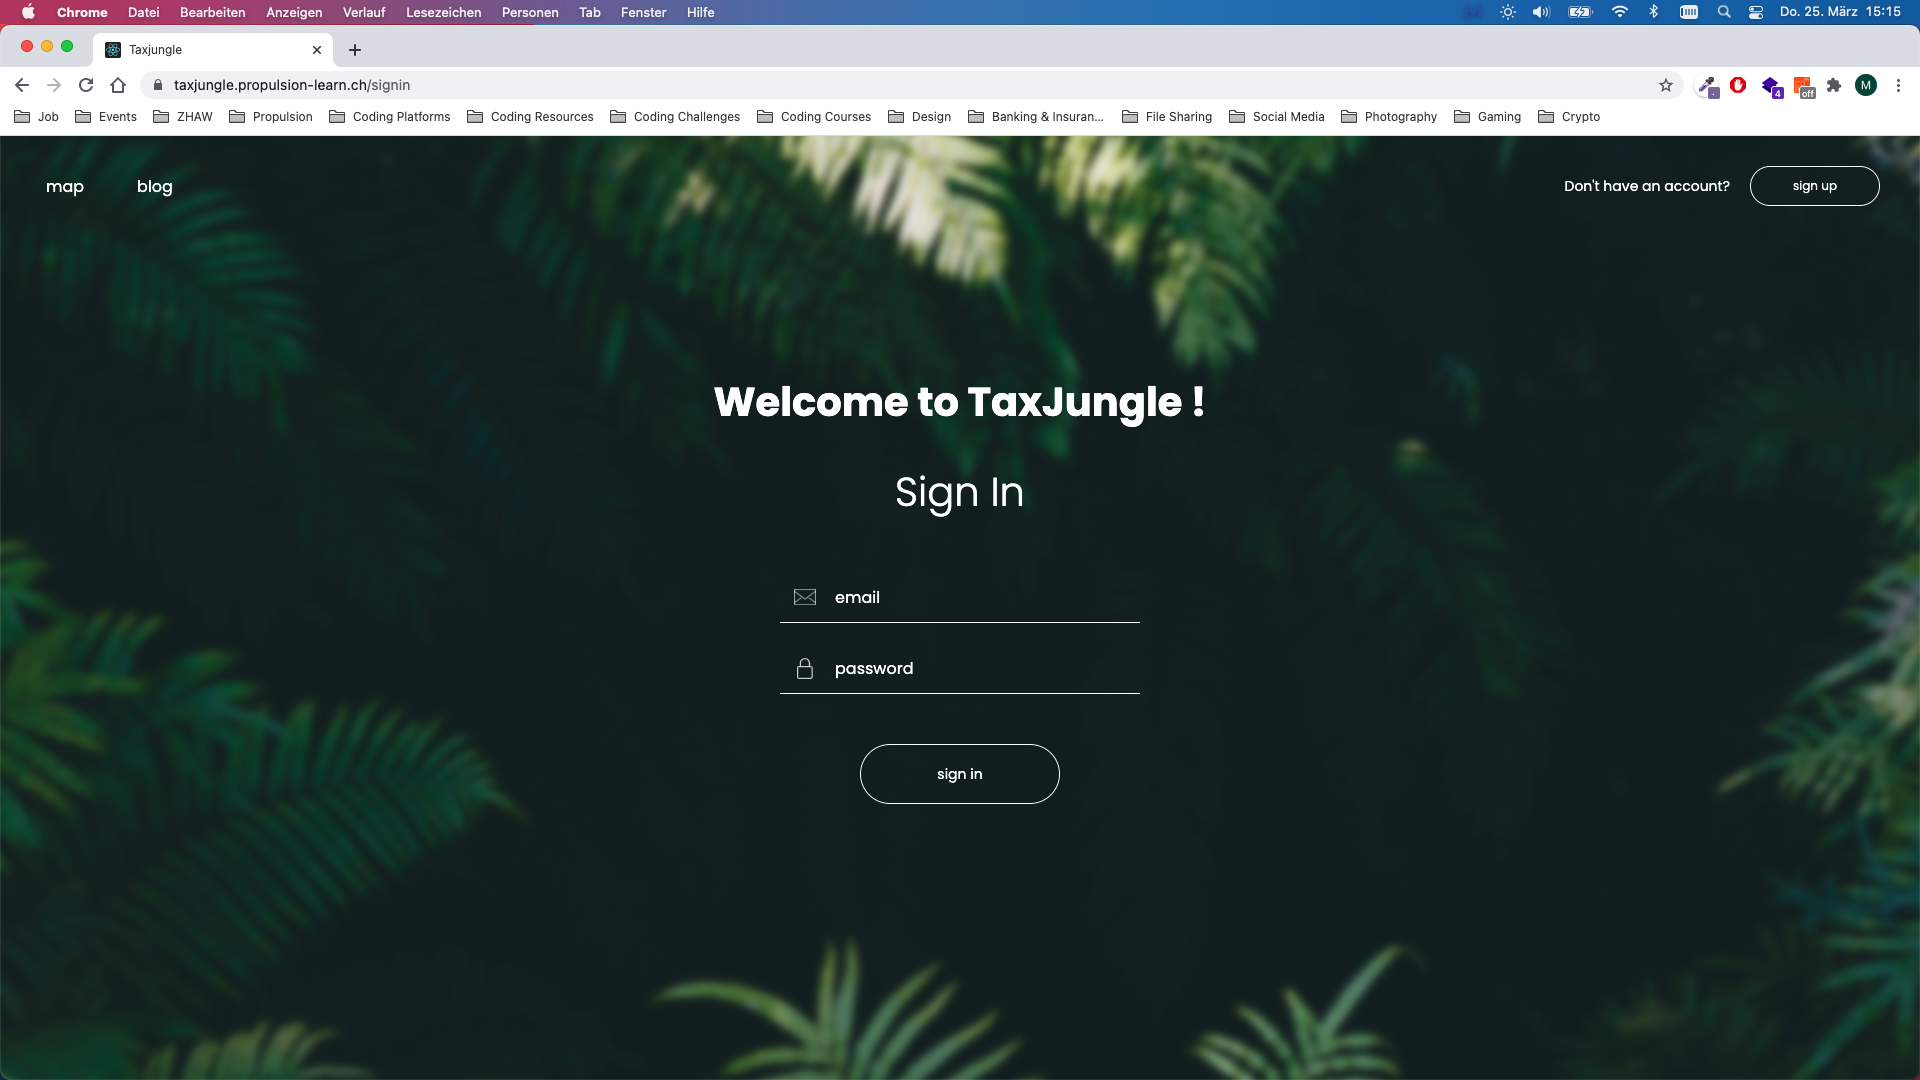 Chrome Datei Bearbeiten Anzeigen Verlauf Lesezeichen Personen Tab Fenster Hilfe Do. 25. März 15:15
Taxjungle
taxjungle.propulsion-learn.ch/signin 4 off M
Job Events ZHAW Propulsion Coding Platforms Coding Resources Coding Challenges Coding Courses Design Banking & Insuran... File Sharing Social Media Photography Gaming Crypto
map blog Don't have an account? sign up
Welcome to TaxJungle !
Sign In
email
password
sign in